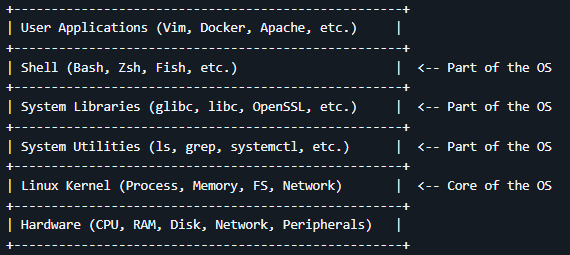 +--------------------------------------------------+
| User Applications (Vim, Docker, Apache, etc.)    |
+--------------------------------------------------+
| Shell (Bash, Zsh, Fish, etc.)                    |  <-- Part of the OS
+--------------------------------------------------+
| System Libraries (glibc, libc, OpenSSL, etc.)    |  <-- Part of the OS
+--------------------------------------------------+
| System Utilities (ls, grep, systemctl, etc.)     |  <-- Part of the OS
+--------------------------------------------------+
| Linux Kernel (Process, Memory, FS, Network)      |  <-- Core of the OS
+--------------------------------------------------+
| Hardware (CPU, RAM, Disk, Network, Peripherals)  |
+--------------------------------------------------+